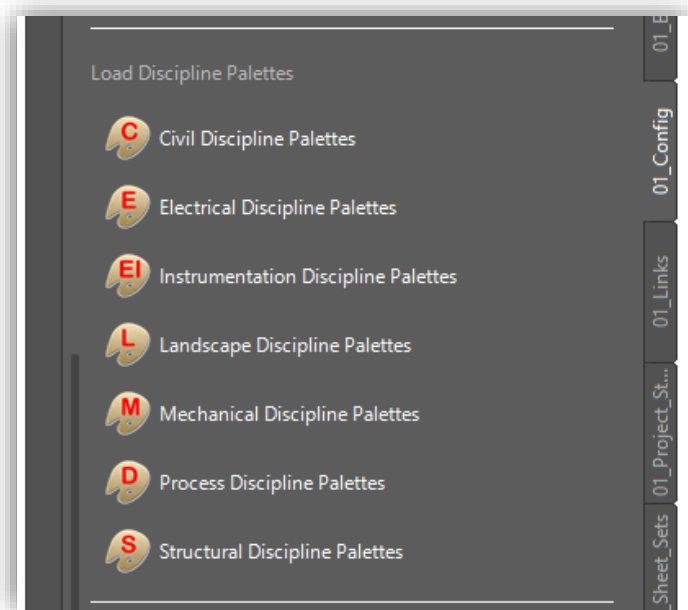 Load Discipline Palettes
C Civil Discipline Palettes
E Electrical Discipline Palettes
EI Instrumentation Discipline Palettes
L Landscape Discipline Palettes
M Mechanical Discipline Palettes
D Process Discipline Palettes
S Structural Discipline Palettes
01_Config
01_Links
01_Project_St...
_Sheet_Sets